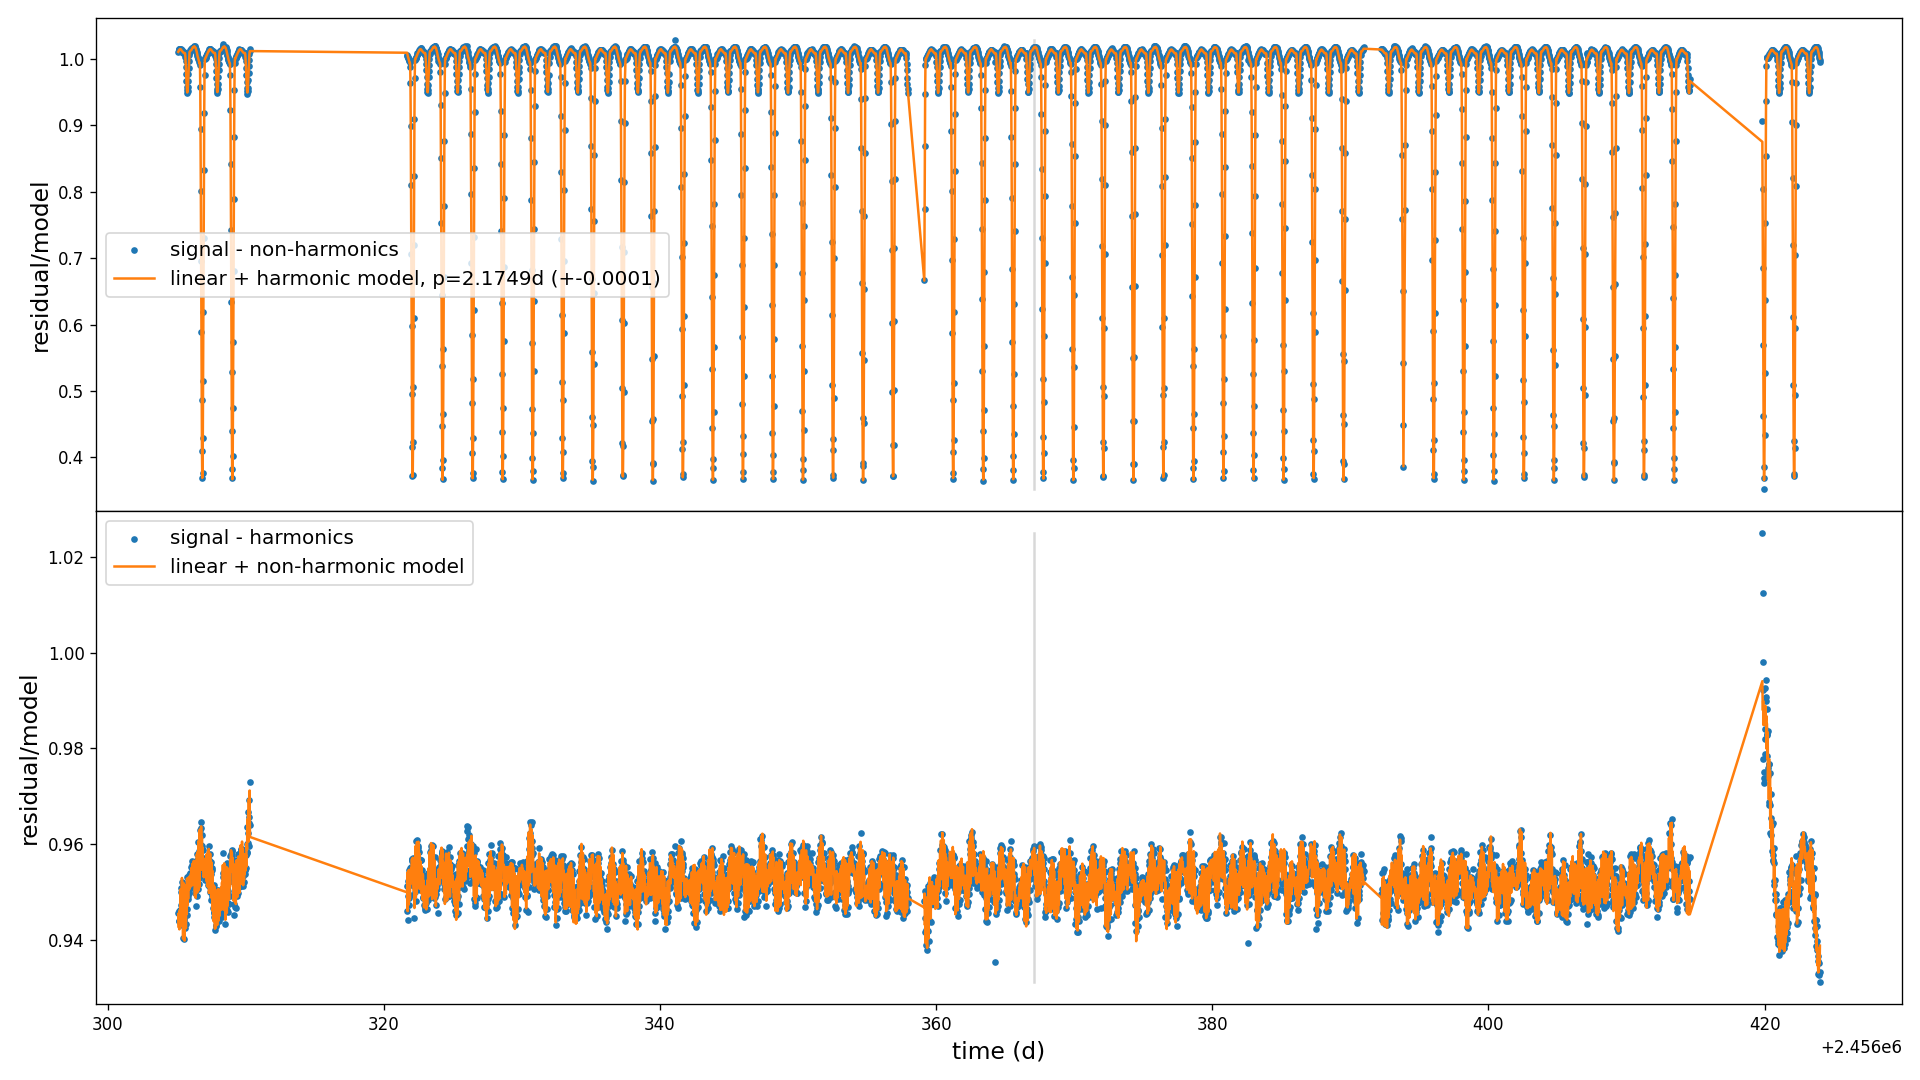 residual/model
1.0
0.9
0.8
0.7
0.6
0.5
0.4
signal - non-harmonics
linear + harmonic model, p=2.1749d (+-0.0001)
residual/model
1.02
1.00
0.98
0.96
0.94
signal - harmonics
linear + non-harmonic model
300
320
340
360
380
400
420
time (d)
+2.456e6